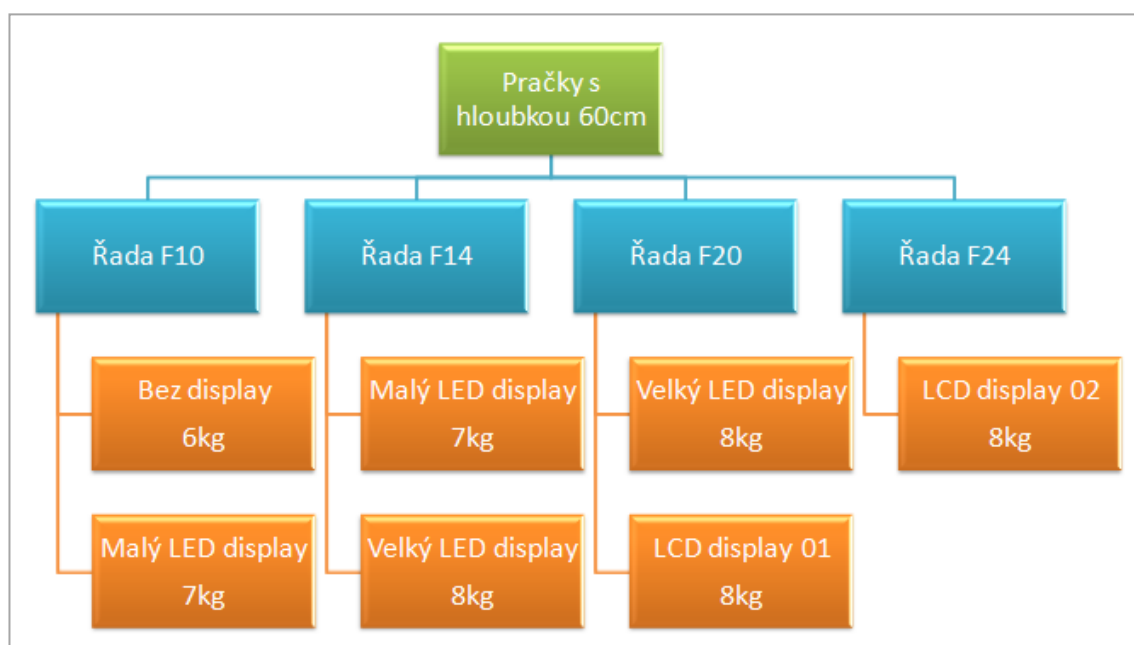 Pračky s
hloubkou 60cm
Řada F10
Řada F14
Řada F20
Řada F24
Bez display
6kg
Malý LED display
7kg
Velký LED display
8kg
LCD display 02
8kg
Malý LED display
7kg
Velký LED display
8kg
LCD display 01
8kg